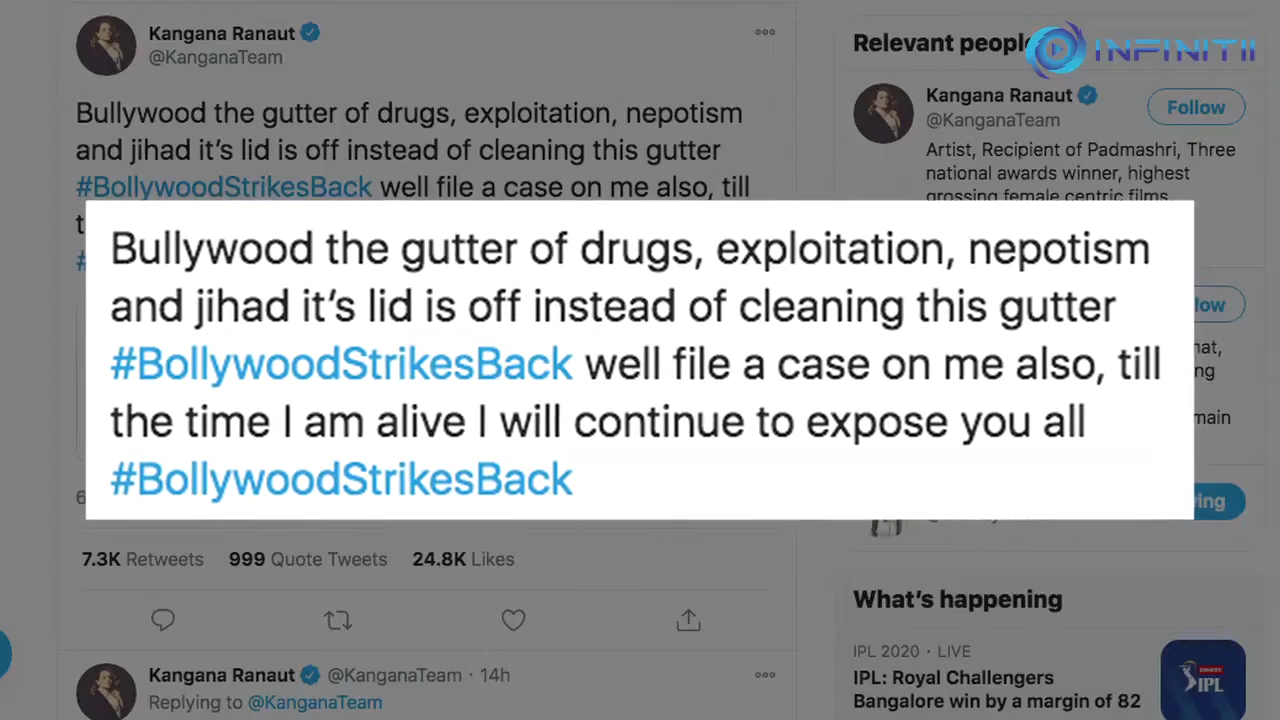 Kangana Ranaut
@KanganaTeam
Bullywood the gutter of drugs, exploitation, nepotism
and jihad it's lid is off instead of cleaning this gutter
#BollywoodStrikesBack well file a case on me also, till
Bullywood the gutter of drugs, exploitation, nepotism
and jihad it's lid is off instead of cleaning this gutter
#BollywoodStrikesBack well file a case on me also, till
the time I am alive I will continue to expose you all
#BollywoodStrikesBack
7.3K Retweets 999 Quote Tweets 24.8K Likes
Kangana Ranaut @KanganaTeam · 14h
Replying to @KanganaTeam
INFINITII
Kangana Ranaut
@KanganaTeam
Follow
Artist, Recipient of Padmashri, Three
national awards winner, highest
grossing female centric films
What's happening
IPL 2020 · LIVE
IPL: Royal Challengers
Bangalore win by a margin of 82
IPL